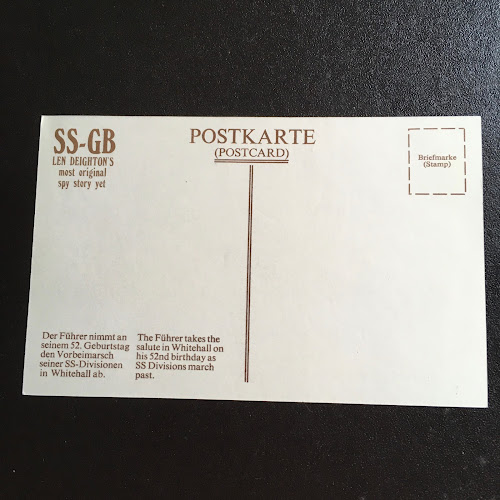 SS-GB
LEN DEIGHTON'S
most original
spy story yet
POSTKARTE
(POSTCARD)
Briefmarke
(Stamp)
Der Führer nimmt an
seinem 52. Geburtstag
den Vorbeimarsch
seiner SS-Divisionen
in Whitehall ab.
The Führer takes the
salute in Whitehall on
his 52nd birthday as
SS Divisions march
past.